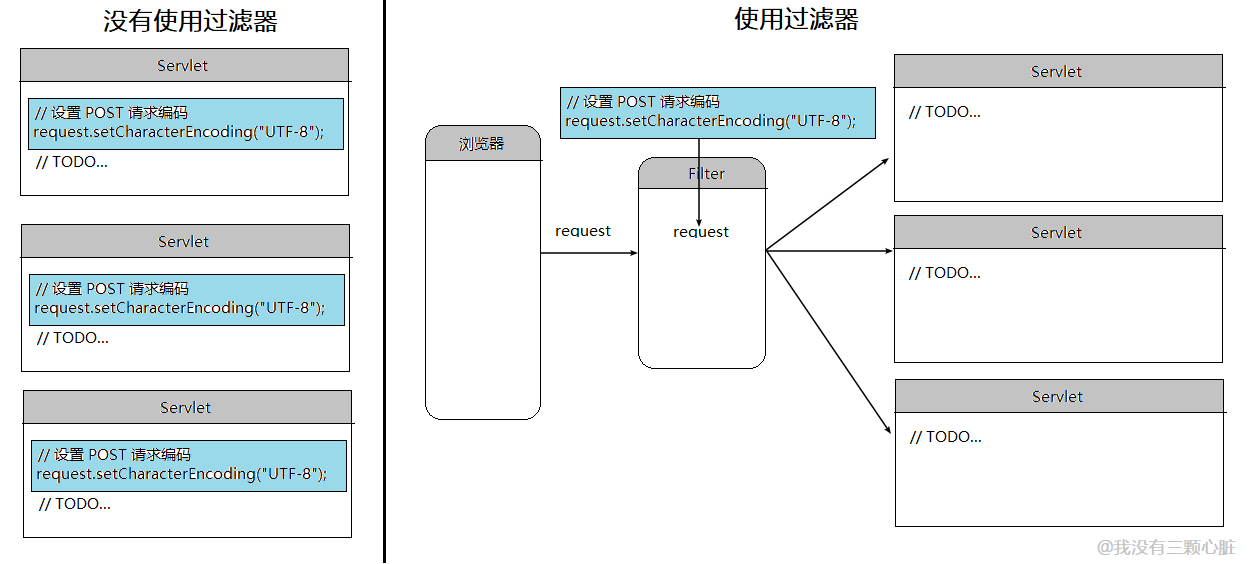 没有使用过滤器
Servlet
// 设置 POST 请求编码
request.setCharacterEncoding("UTF-8");
// TODO...
Servlet
// 设置 POST 请求编码
request.setCharacterEncoding("UTF-8");
// TODO...
Servlet
// 设置 POST 请求编码
request.setCharacterEncoding("UTF-8");
// TODO...
使用过滤器
浏览器
request
// 设置 POST 请求编码
request.setCharacterEncoding("UTF-8");
Filter
request
Servlet
// TODO...
Servlet
// TODO...
Servlet
// TODO...
@我没有三颗心脏